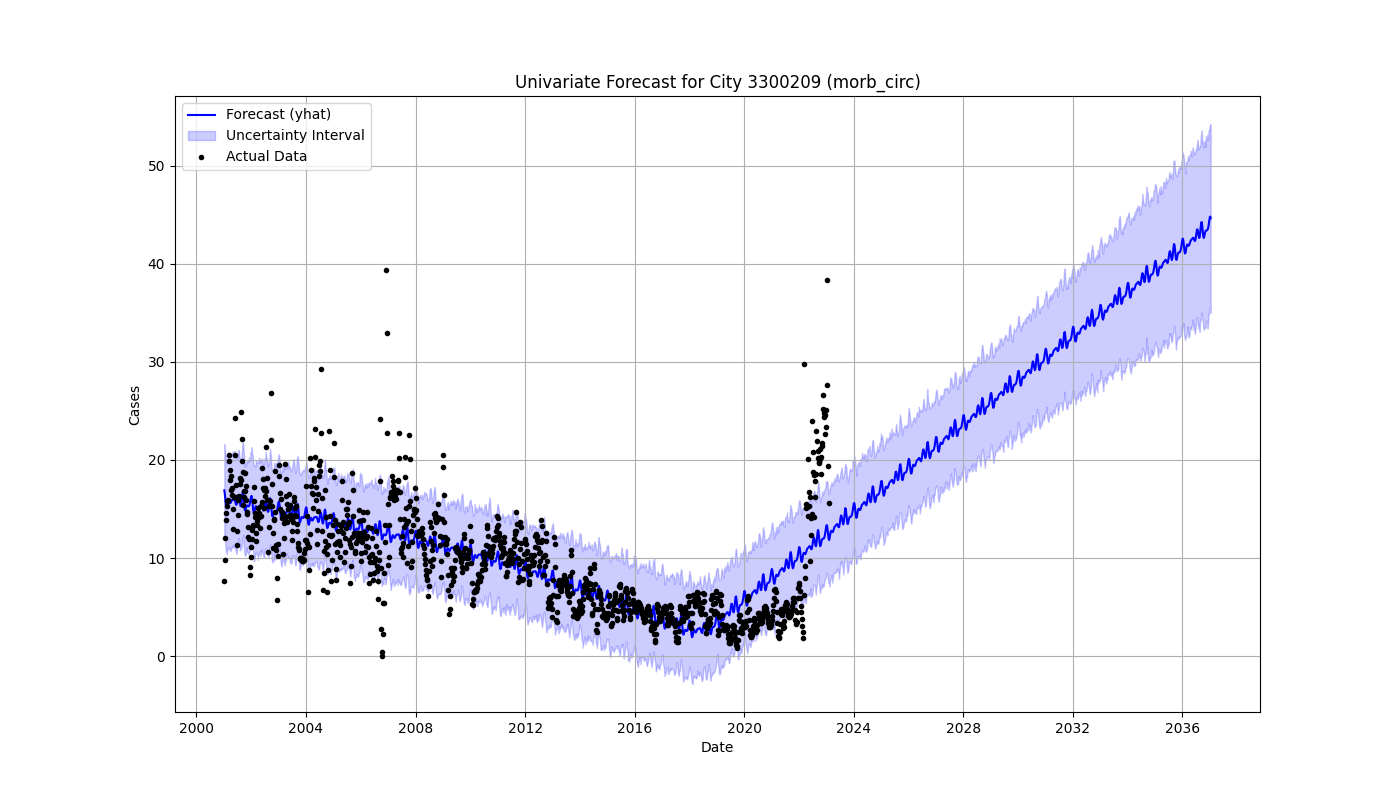 Univariate Forecast for City 3300209 (morb_circ)
Forecast (yhat)
Uncertainty Interval
Actual Data
50
40
30
20
10
0
Cases
2000 2004 2008 2012 2016 2020 2024 2028 2032 2036
Date